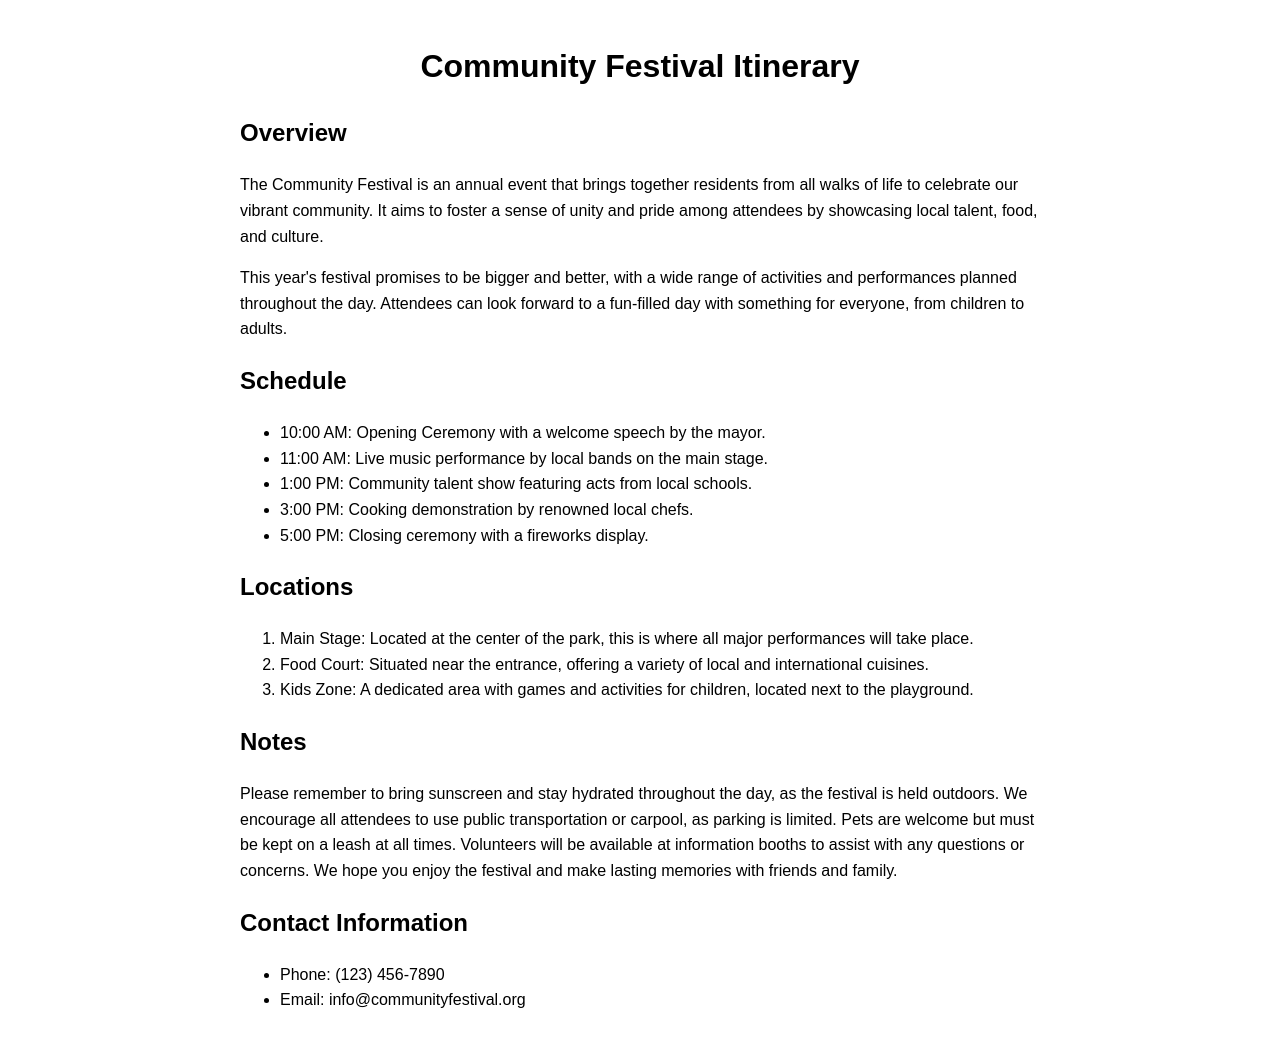 Community Festival Itinerary
Overview
The Community Festival is an annual event that brings together residents from all walks of life to celebrate our
vibrant community. It aims to foster a sense of unity and pride among attendees by showcasing local talent, food,
and culture.
This year's festival promises to be bigger and better, with a wide range of activities and performances planned
throughout the day. Attendees can look forward to a fun-filled day with something for everyone, from children to
adults.
Schedule
• 10:00 AM: Opening Ceremony with a welcome speech by the mayor.
• 11:00 AM: Live music performance by local bands on the main stage.
• 1:00 PM: Community talent show featuring acts from local schools.
• 3:00 PM: Cooking demonstration by renowned local chefs.
• 5:00 PM: Closing ceremony with a fireworks display.
Locations
1. Main Stage: Located at the center of the park, this is where all major performances will take place.
2. Food Court: Situated near the entrance, offering a variety of local and international cuisines.
3. Kids Zone: A dedicated area with games and activities for children, located next to the playground.
Notes
Please remember to bring sunscreen and stay hydrated throughout the day, as the festival is held outdoors. We
encourage all attendees to use public transportation or carpool, as parking is limited. Pets are welcome but must
be kept on a leash at all times. Volunteers will be available at information booths to assist with any questions or
concerns. We hope you enjoy the festival and make lasting memories with friends and family.
Contact Information
• Phone: (123) 456-7890
• Email: info@communityfestival.org